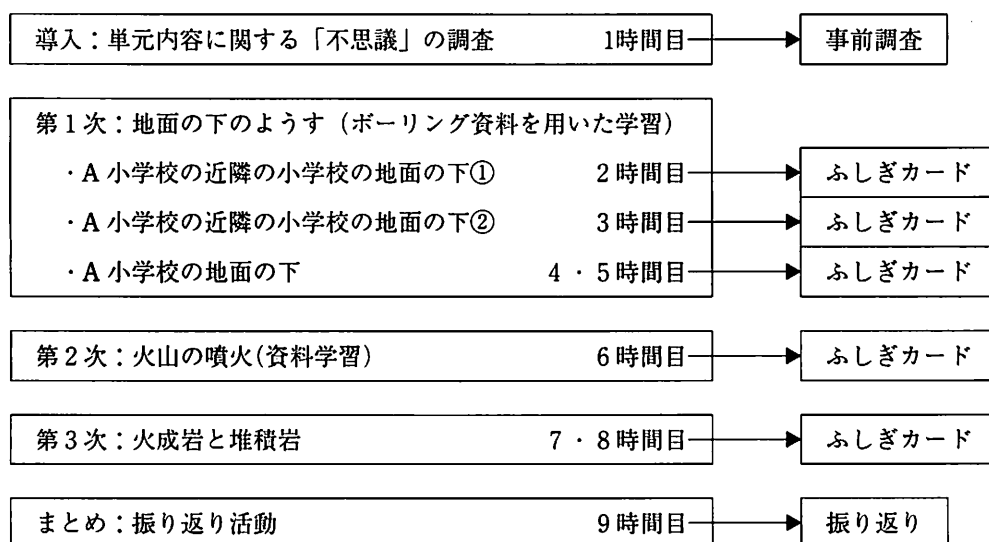 導入：単元内容に関する「不思議」の調査 1時間目 事前調査
第1次：地面の下のようす（ボーリング資料を用いた学習）
・A 小学校の近隣の小学校の地面の下① 2時間目 ふしぎカード
・A 小学校の近隣の小学校の地面の下② 3時間目 ふしぎカード
・A 小学校の地面の下 4・5時間目 ふしぎカード
第2次：火山の噴火(資料学習) 6時間目 ふしぎカード
第3次：火成岩と堆積岩 7・8時間目 ふしぎカード
まとめ：振り返り活動 9時間目 振り返り